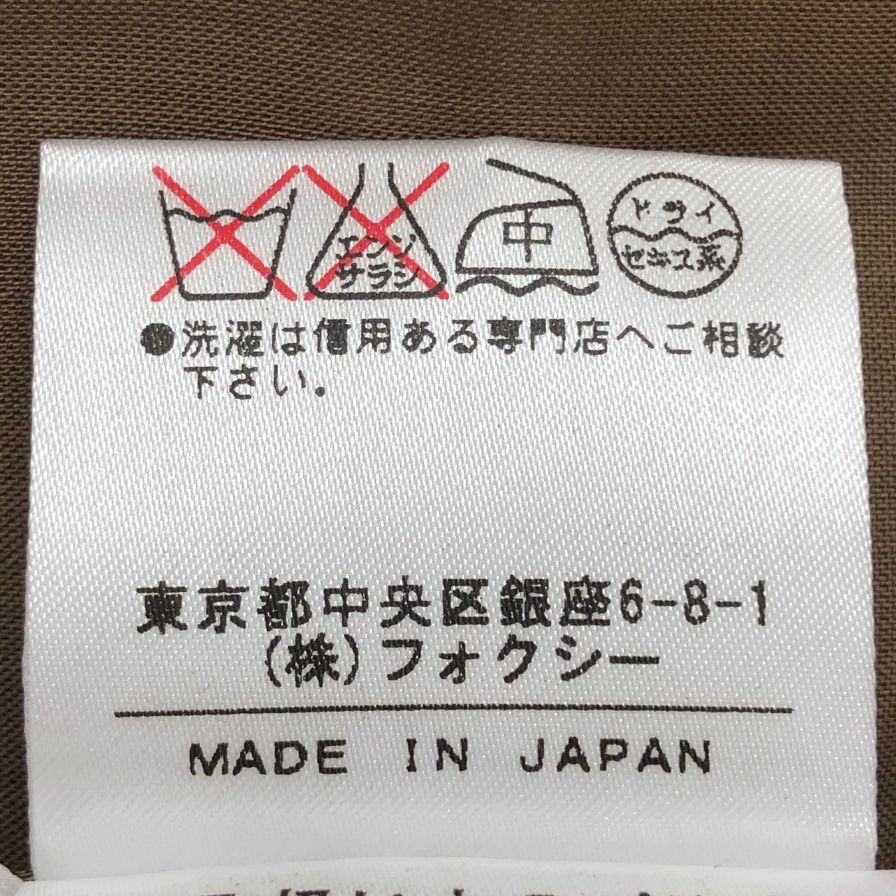 エンソ
サラシ
中
ドライ
セキユ系
●洗濯は信用ある専門店へご相談
下さい.
東京都中央区銀座6-8-1
(株)フォクシー
MADE IN JAPAN